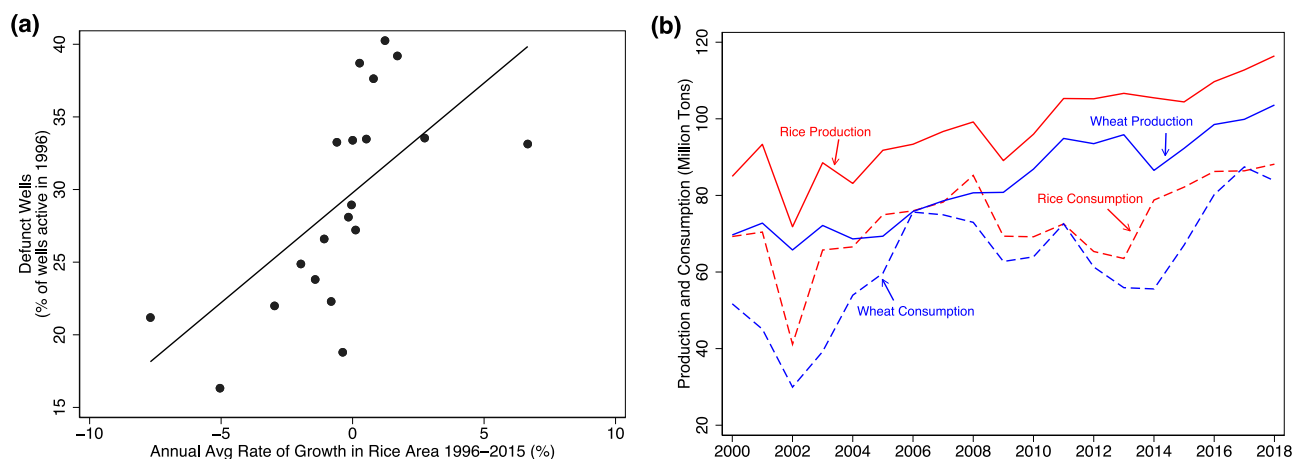 (a)
Defunct Wells
(% of wells active in 1996)
40
35
30
25
20
15
−10
−5
0
5
10
Annual Avg Rate of Growth in Rice Area 1996−2015 (%)
(b)
Production and Consumption (Million Tons)
120
100
80
60
40
20
Rice Production
Wheat Production
Rice Consumption
Wheat Consumption
2000
2002
2004
2006
2008
2010
2012
2014
2016
2018